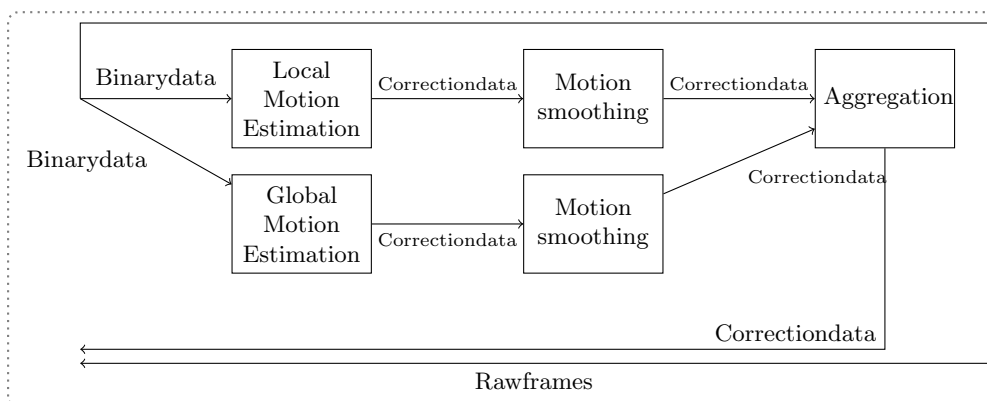 Binarydata
Local
Motion
Estimation
Correctiondata
Motion
smoothing
Correctiondata
Aggregation
Binarydata
Global
Motion
Estimation
Correctiondata
Motion
smoothing
Correctiondata
Correctiondata
Rawframes